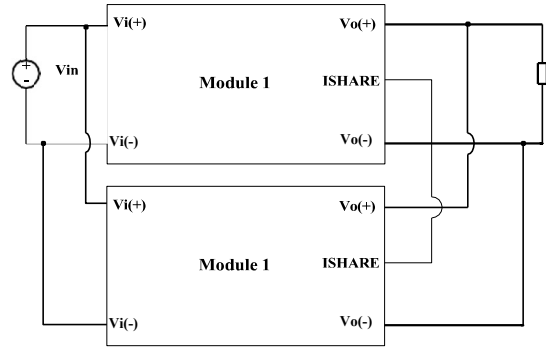 Vi(+) Vo(+)
Vin Module 1 ISHARE
Vi(-) Vo(-)
Vi(+) Vo(+)
Module 1 ISHARE
Vi(-) Vo(-)